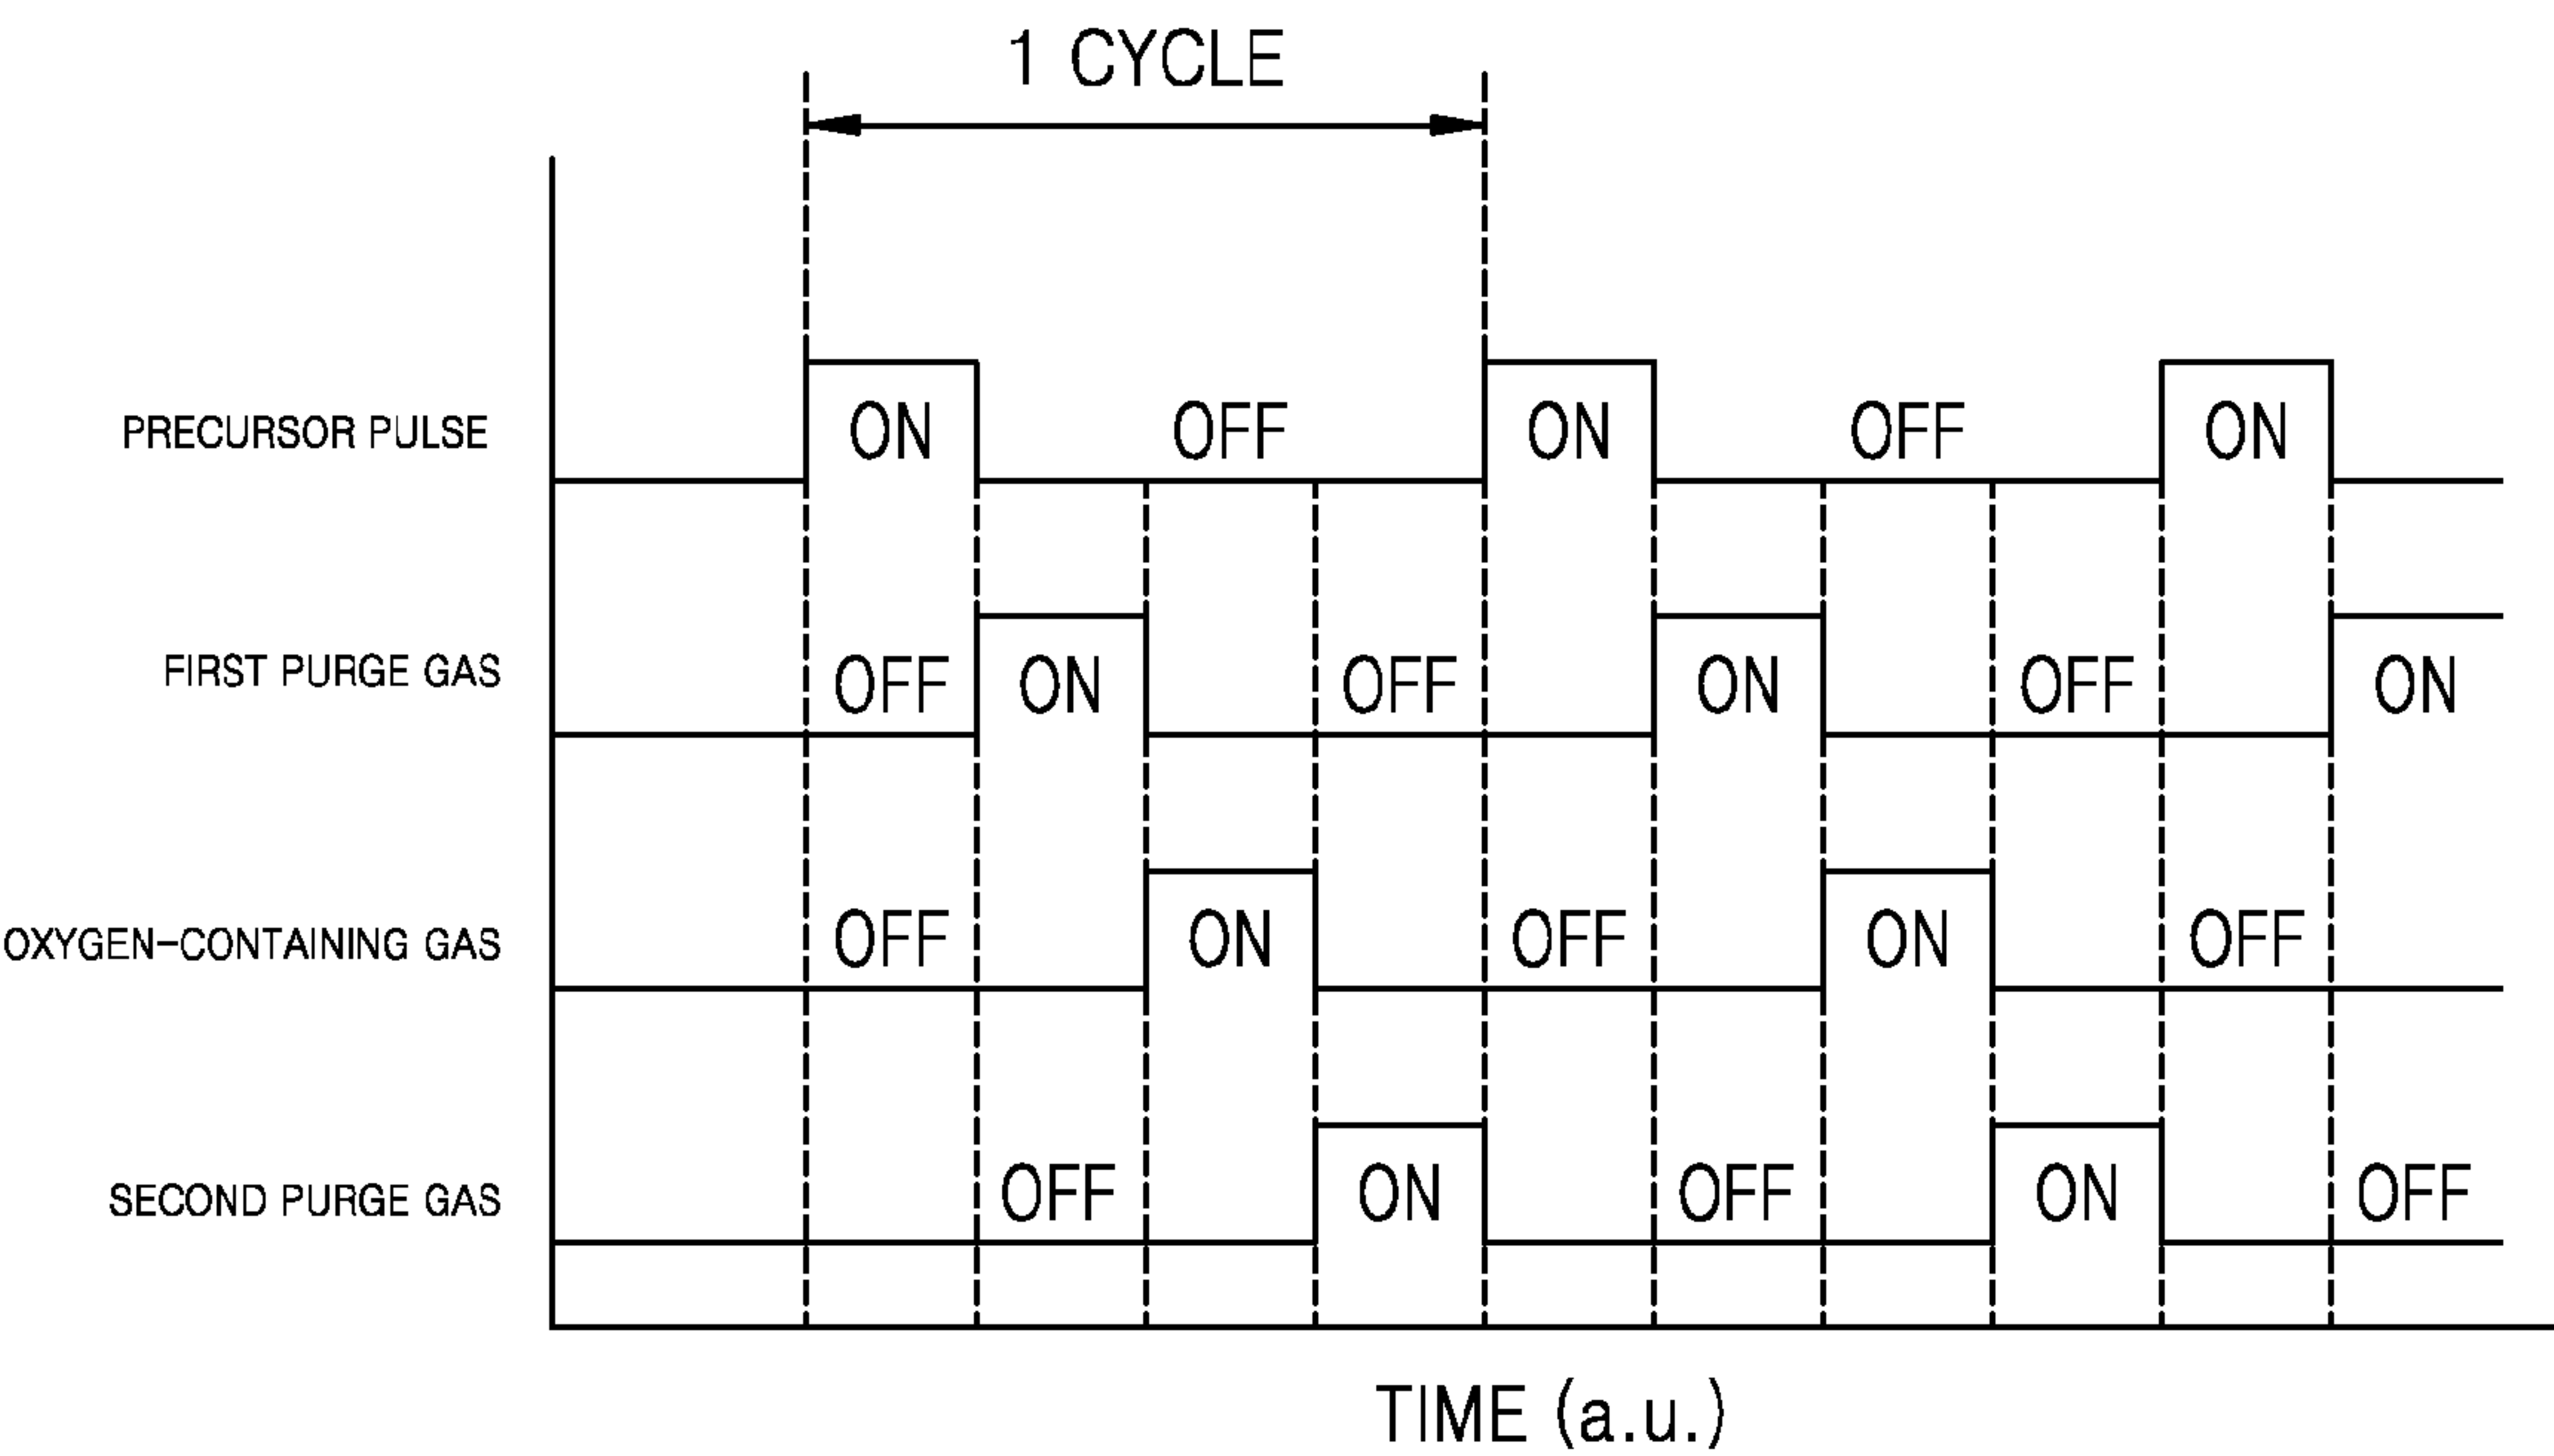 1 CYCLE
PRECURSOR PULSE ON OFF ON OFF ON
FIRST PURGE GAS OFF ON OFF ON OFF ON
OXYGEN-CONTAINING GAS OFF ON OFF ON OFF
SECOND PURGE GAS OFF ON OFF ON OFF
TIME (a.u.)